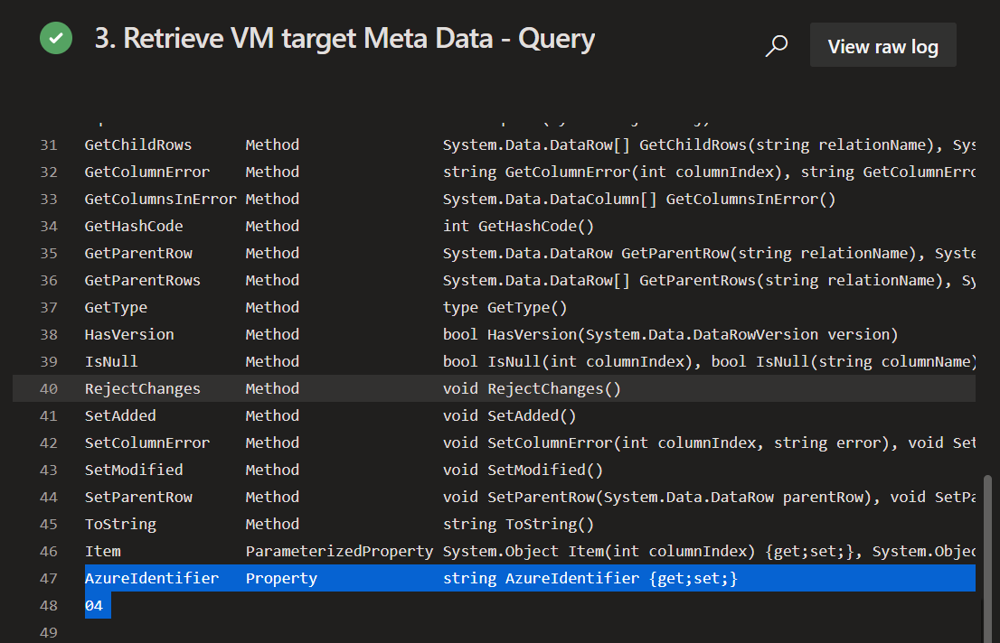 3. Retrieve VM target Meta Data - Query
View raw log
31 GetChildRows Method System.Data.DataRow[] GetChildRows(string relationName), Sys
32 GetColumnError Method string GetColumnError(int columnIndex), string GetColumnErro
33 GetColumnsInError Method System.Data.DataColumn[] GetColumnsInError()
34 GetHashCode Method int GetHashCode()
35 GetParentRow Method System.Data.DataRow GetParentRow(string relationName), Syste
36 GetParentRows Method System.Data.DataRow[] GetParentRows(string relationName), Sy
37 GetType Method type GetType()
38 HasVersion Method bool HasVersion(System.Data.DataRowVersion version)
39 IsNull Method bool IsNull(int columnIndex), bool IsNull(string columnName)
40 RejectChanges Method void RejectChanges()
41 SetAdded Method void SetAdded()
42 SetColumnError Method void SetColumnError(int columnIndex, string error), void Set
43 SetModified Method void SetModified()
44 SetParentRow Method void SetParentRow(System.Data.DataRow parentRow), void SetPa
45 ToString Method string ToString()
46 Item ParameterizedProperty System.Object Item(int columnIndex) {get;set;}, System.Objec
47 AzureIdentifier Property string AzureIdentifier {get;set;}
48 04
49